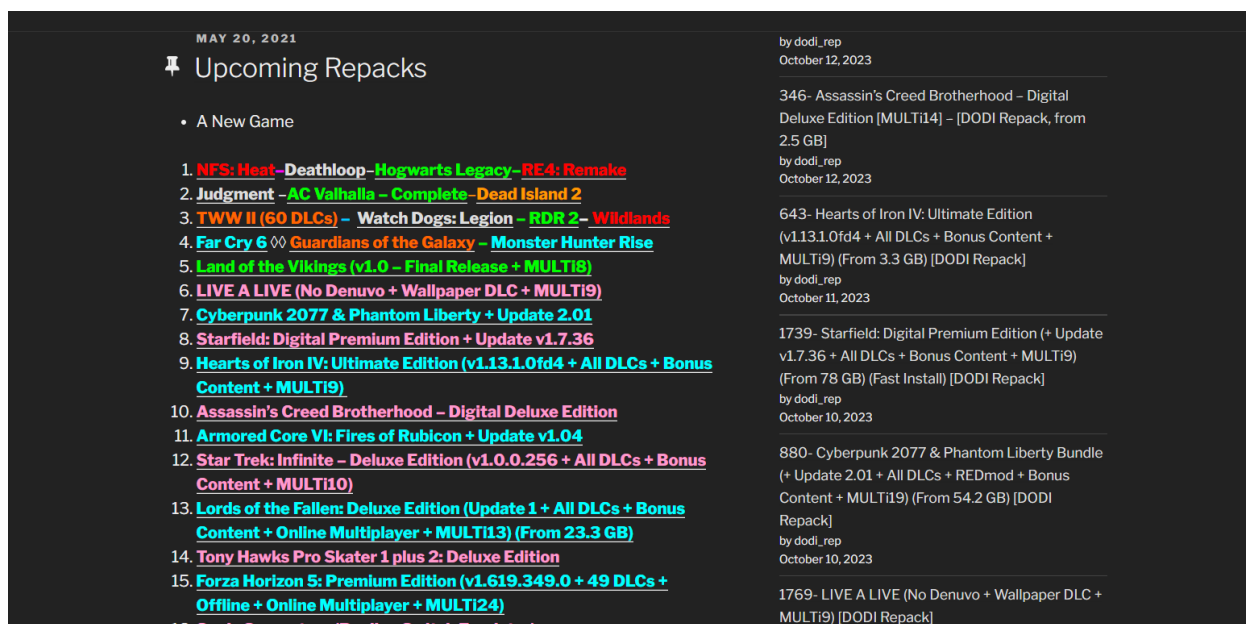 MAY 20, 2021
Upcoming Repacks
• A New Game
1. NFS: Heat–Deathloop–Hogwarts Legacy–RE4: Remake
2. Judgment –AC Valhalla – Complete–Dead Island 2
3. TWW II (60 DLCs) – Watch Dogs: Legion – RDR 2– Wildlands
4. Far Cry 6 ◊◊ Guardians of the Galaxy – Monster Hunter Rise
5. Land of the Vikings (v1.0 – Final Release + MULTi8)
6. LIVE A LIVE (No Denuvo + Wallpaper DLC + MULTi9)
7. Cyberpunk 2077 & Phantom Liberty + Update 2.01
8. Starfield: Digital Premium Edition + Update v1.7.36
9. Hearts of Iron IV: Ultimate Edition (v1.13.1.0fd4 + All DLCs + Bonus
Content + MULTi9)
10. Assassin’s Creed Brotherhood – Digital Deluxe Edition
11. Armored Core VI: Fires of Rubicon + Update v1.04
12. Star Trek: Infinite – Deluxe Edition (v1.0.0.256 + All DLCs + Bonus
Content + MULTi10)
13. Lords of the Fallen: Deluxe Edition (Update 1 + All DLCs + Bonus
Content + Online Multiplayer + MULTi13) (From 23.3 GB)
14. Tony Hawks Pro Skater 1 plus 2: Deluxe Edition
15. Forza Horizon 5: Premium Edition (v1.619.349.0 + 49 DLCs +
Offline + Online Multiplayer + MULTi24)
by dodi_rep
October 12, 2023
346- Assassin’s Creed Brotherhood – Digital
Deluxe Edition [MULTi14] – [DODI Repack, from
2.5 GB]
by dodi_rep
October 12, 2023
643- Hearts of Iron IV: Ultimate Edition
(v1.13.1.0fd4 + All DLCs + Bonus Content +
MULTi9) (From 3.3 GB) [DODI Repack]
by dodi_rep
October 11, 2023
1739- Starfield: Digital Premium Edition (+ Update
v1.7.36 + All DLCs + Bonus Content + MULTi9)
(From 78 GB) (Fast Install) [DODI Repack]
by dodi_rep
October 10, 2023
880- Cyberpunk 2077 & Phantom Liberty Bundle
(+ Update 2.01 + All DLCs + REDmod + Bonus
Content + MULTi19) (From 54.2 GB) [DODI
Repack]
by dodi_rep
October 10, 2023
1769- LIVE A LIVE (No Denuvo + Wallpaper DLC +
MULTi9) [DODI Repack]